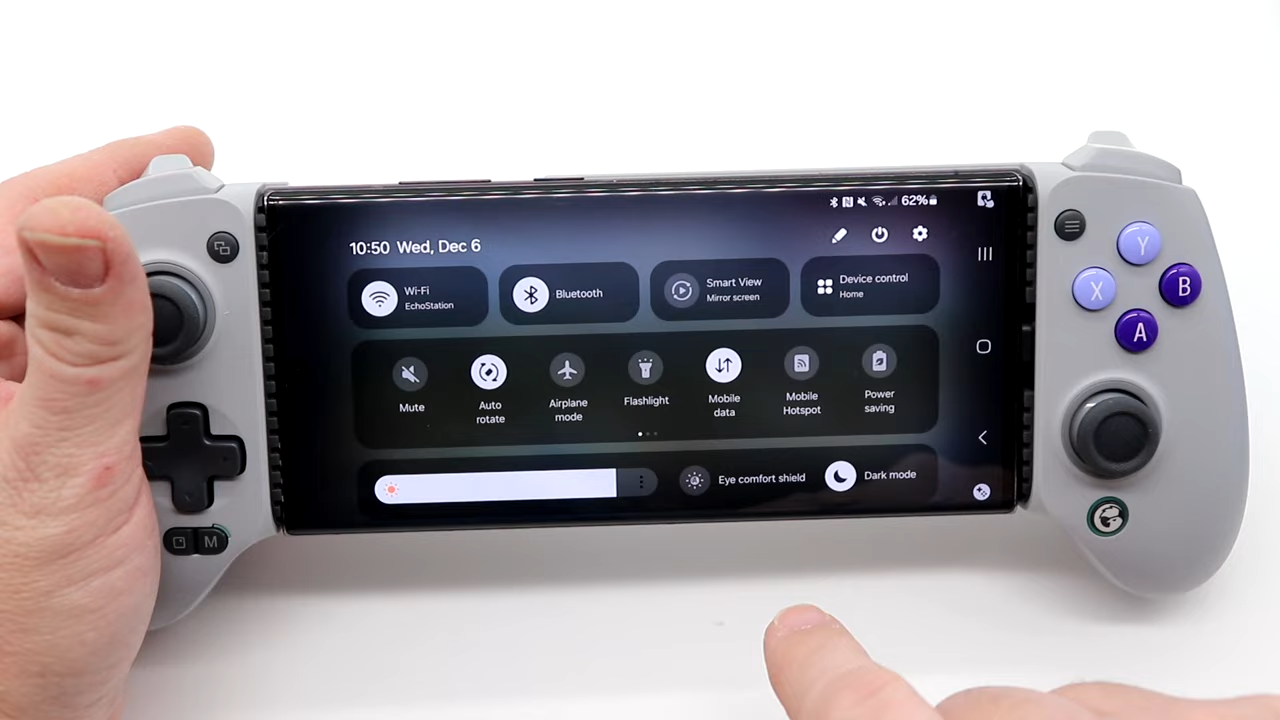 62%
10:50 Wed, Dec 6
Wi-Fi
EchoStation
Bluetooth
Smart View
Mirror screen
Device control
Home
Mute
Auto
rotate
Airplane
mode
Flashlight
Mobile
data
Mobile
Hotspot
Power
saving
Eye comfort shield
Dark mode
Y
X
B
A
M